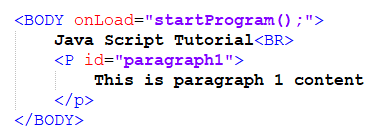 <BODY onLoad="startProgram();">
Java Script Tutorial<BR>
<P id="paragraph1">
This is paragraph 1 content
</p>
</BODY>